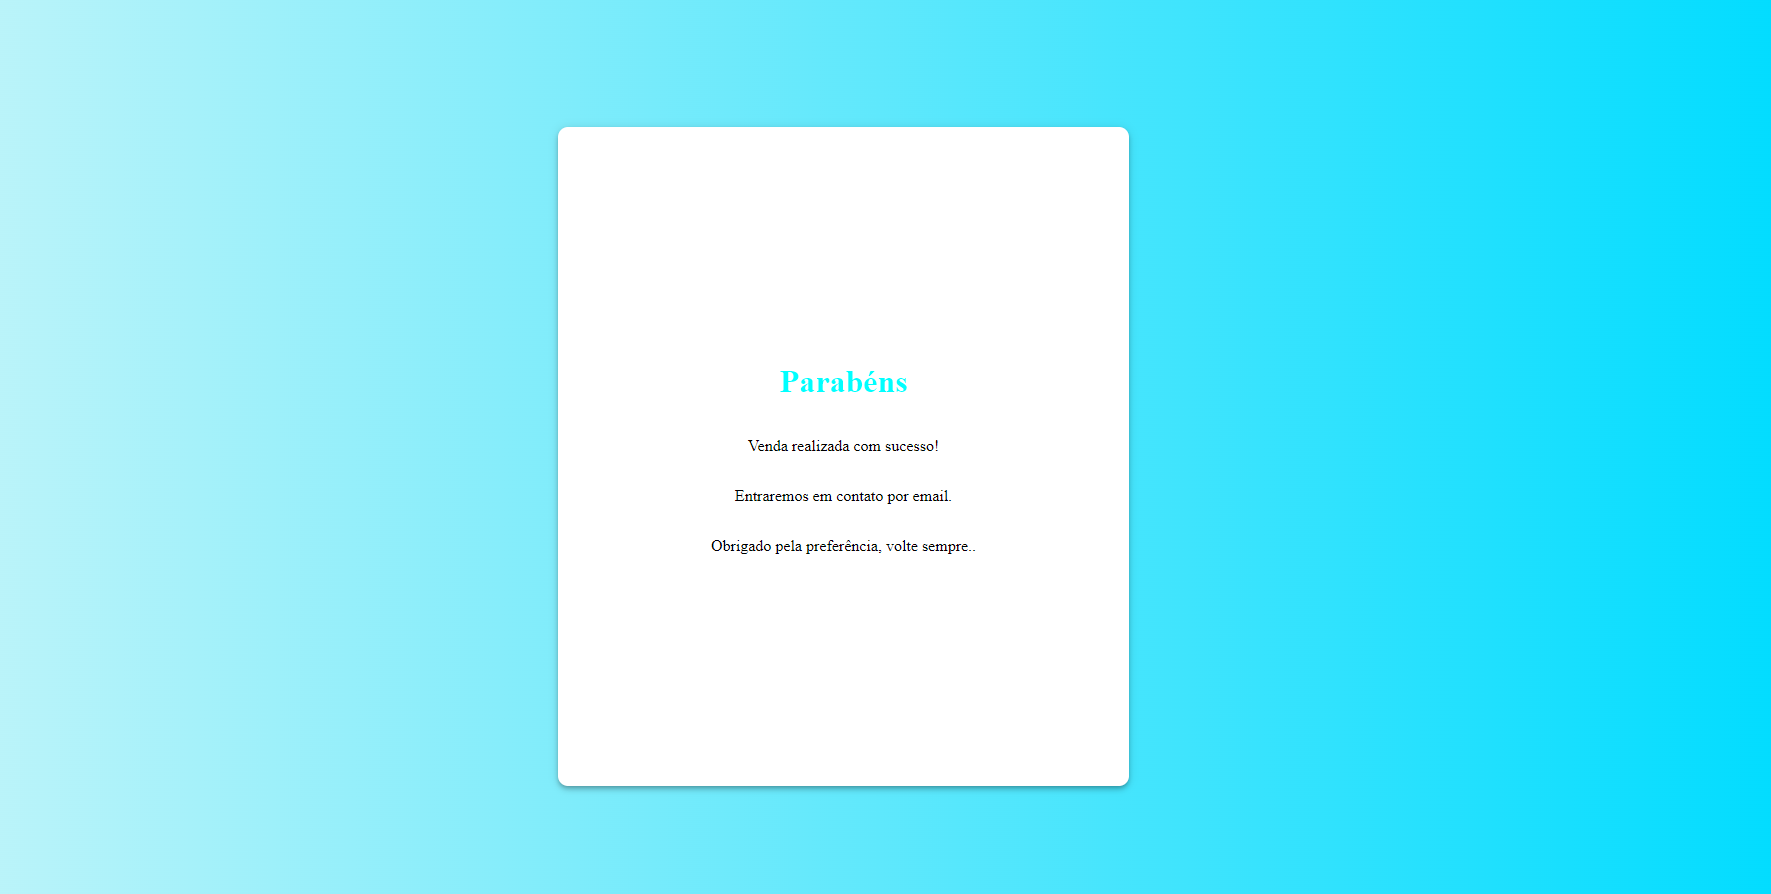 Parabéns
Venda realizada com sucesso!
Entraremos em contato por email.
Obrigado pela preferência, volte sempre..